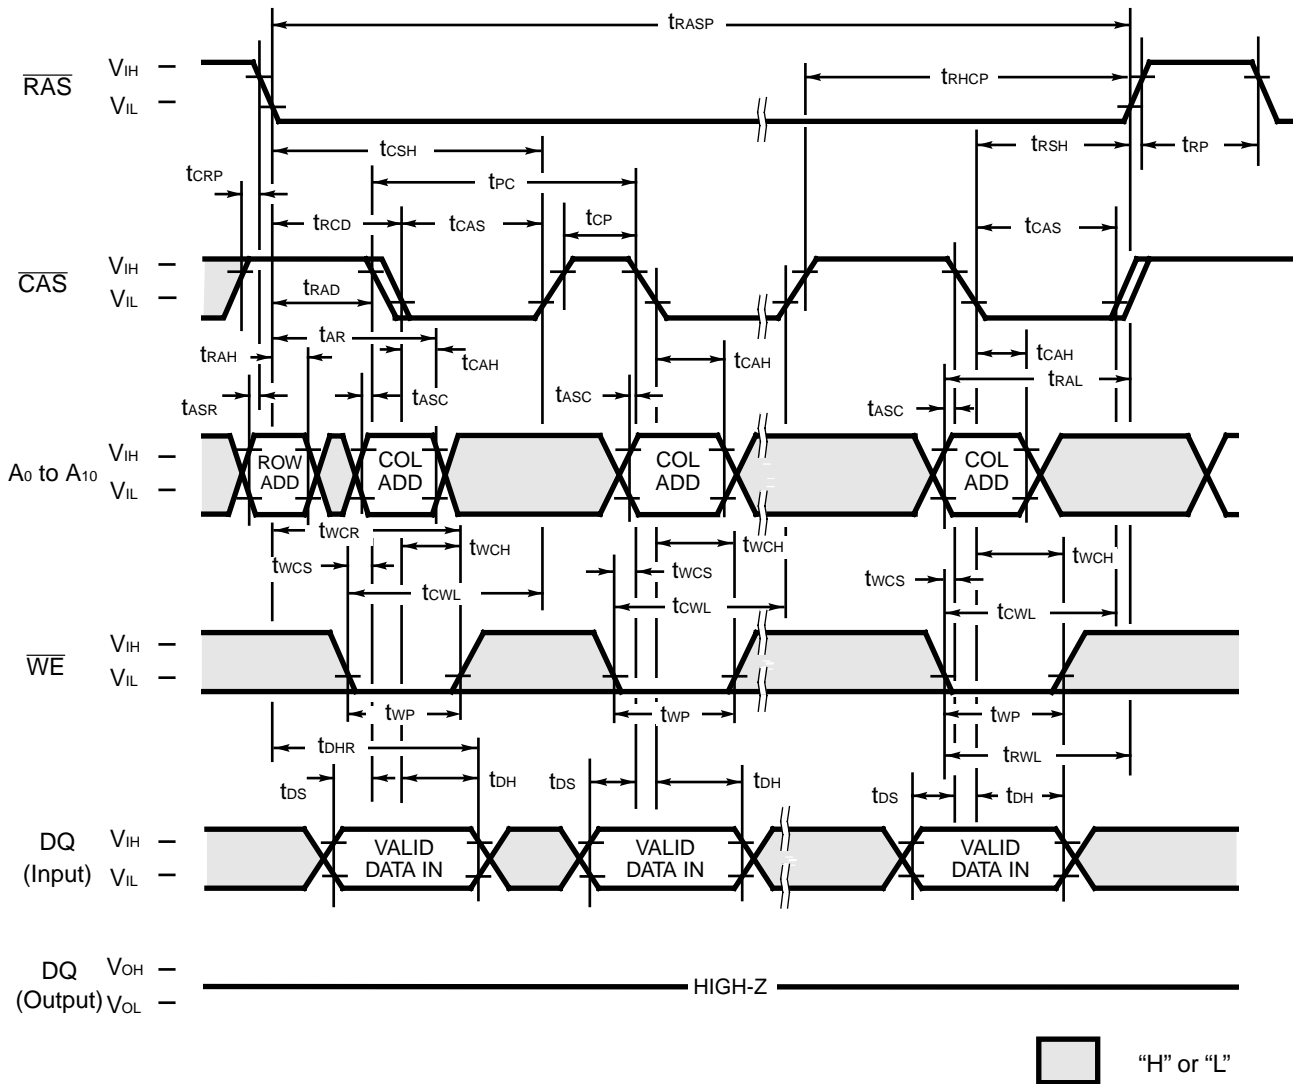 tRASP
RAS
VIH
VIL
tRHCP
tCSH
tRSH
tRP
tCRP
tPC
tRCD
tCAS
tCP
tCAS
CAS
VIH
VIL
tRAD
tAR
tRAH
tCAH
tCAH
tCAH
tASR
tASC
tASC
tRAL
tASC
A0 to A10
VIH
VIL
ROW ADD
COL ADD
COL ADD
COL ADD
tWCR
tWCH
tWCH
tWCH
tWCS
tWCS
tWCS
tCWL
tCWL
tCWL
WE
VIH
VIL
tWP
tWP
tWP
tDHR
tRWL
tDS
tDH
tDS
tDH
tDS
tDH
DQ
(Input)
VIH
VIL
VALID DATA IN
VALID DATA IN
VALID DATA IN
DQ
(Output)
VOH
VOL
HIGH-Z
“H” or “L”